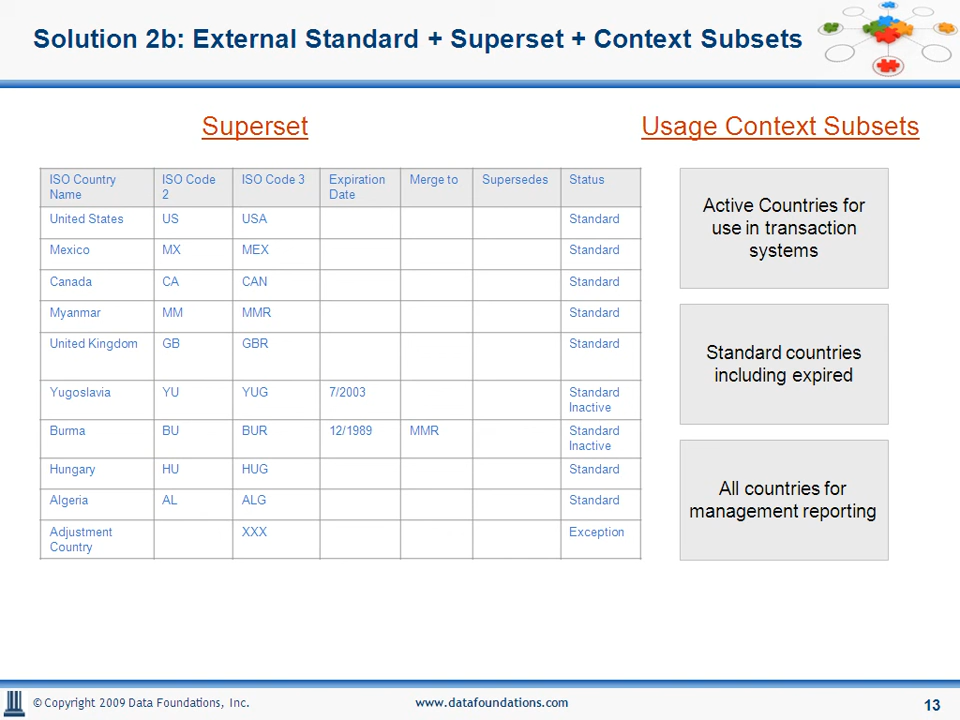 Solution 2b: External Standard + Superset + Context Subsets
Superset
Usage Context Subsets
ISO Country Name ISO Code 2 ISO Code 3 Expiration Date Merge to Supersedes Status
United States US USA Standard
Mexico MX MEX Standard
Canada CA CAN Standard
Myanmar MM MMR Standard
United Kingdom GB GBR Standard
Yugoslavia YU YUG 7/2003 Standard Inactive
Burma BU BUR 12/1989 MMR Standard Inactive
Hungary HU HUG Standard
Algeria AL ALG Standard
Adjustment Country XXX Exception
Active Countries for
use in transaction
systems
Standard countries
including expired
All countries for
management reporting
© Copyright 2009 Data Foundations, Inc.
www.datafoundations.com
13